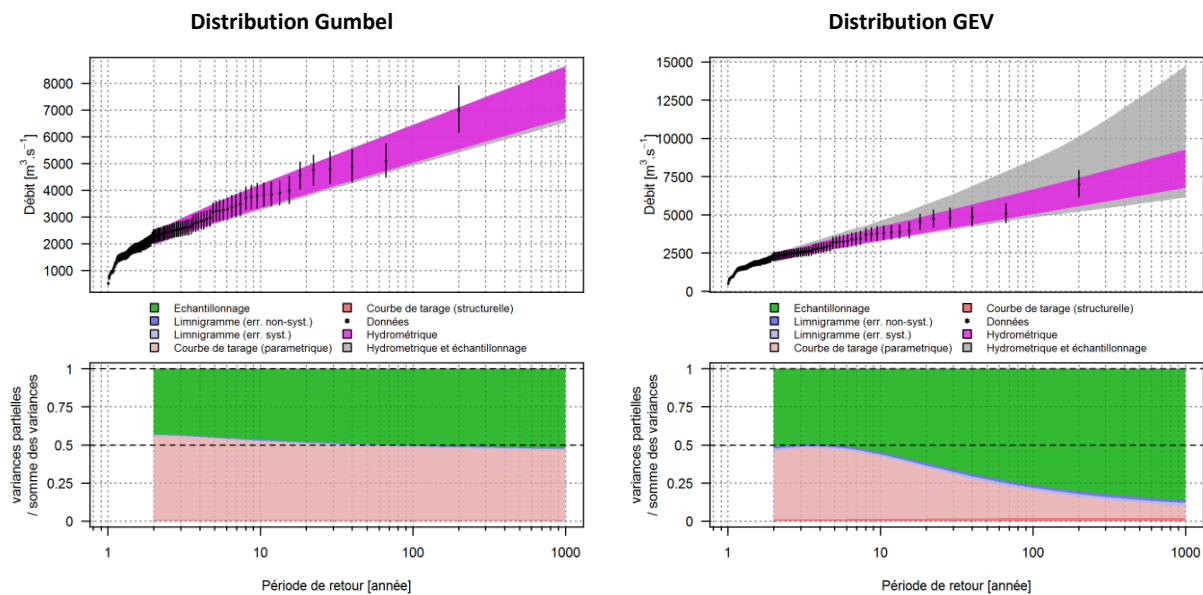 Distribution Gumbel
Débit [m³.s⁻¹]
8000
7000
6000
5000
4000
3000
2000
1000
Echantillonnage
Limnigramme (err. non-syst.)
Limnigramme (err. syst.)
Courbe de tarage (parametrique)
Courbe de tarage (structurelle)
Données
Hydrométrique
Hydrometrique et échantillonnage
variances partielles
/ somme des variances
1
0.75
0.5
0.25
0
1 10 100 1000
Période de retour [année]
Distribution GEV
Débit [m³.s⁻¹]
15000
12500
10000
7500
5000
2500
0
Echantillonnage
Limnigramme (err. non-syst.)
Limnigramme (err. syst.)
Courbe de tarage (parametrique)
Courbe de tarage (structurelle)
Données
Hydrométrique
Hydrometrique et échantillonnage
variances partielles
/ somme des variances
1
0.75
0.5
0.25
0
1 10 100 1000
Période de retour [année]